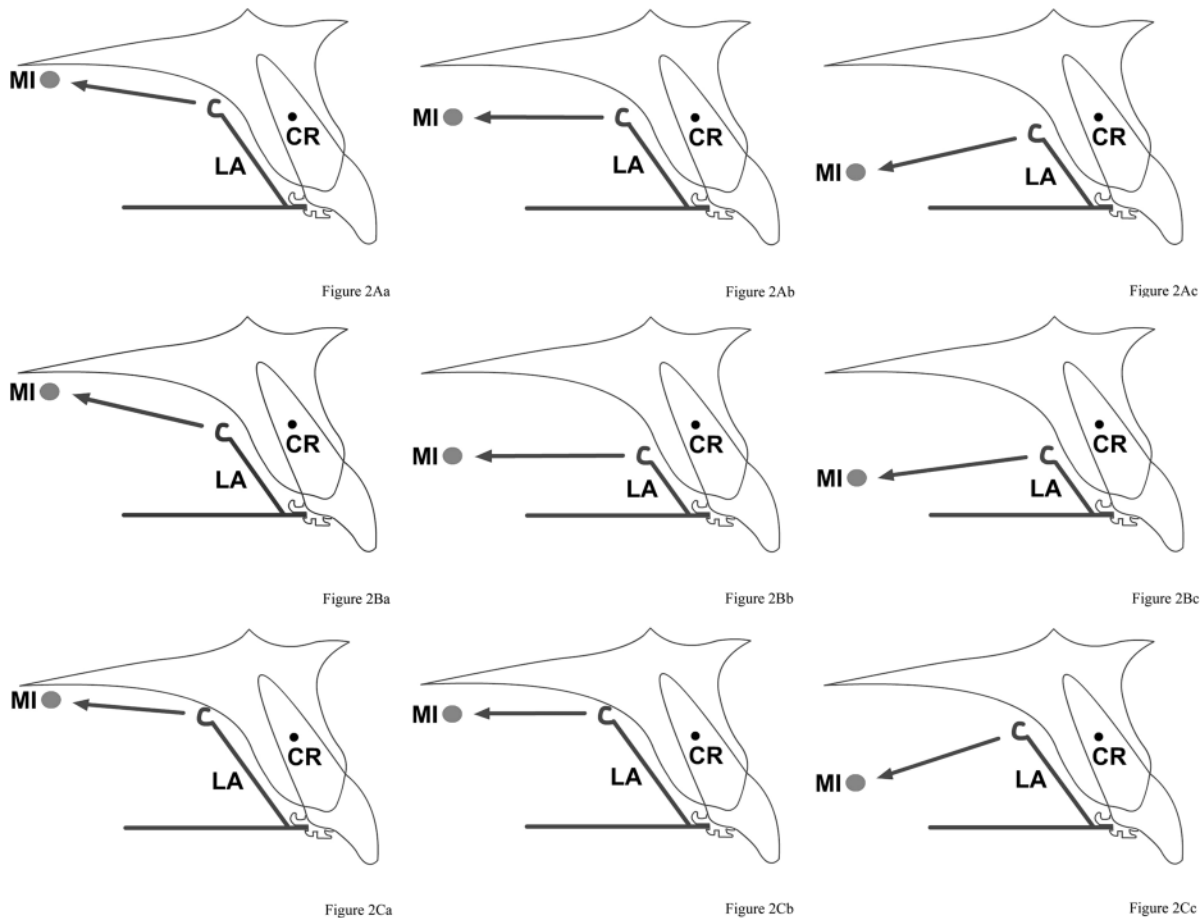 MI CR LA
Figure 2Aa
MI CR LA
Figure 2Ab
MI CR LA
Figure 2Ac
MI CR LA
Figure 2Ba
MI CR LA
Figure 2Bb
MI CR LA
Figure 2Bc
MI CR LA
Figure 2Ca
MI CR LA
Figure 2Cb
MI CR LA
Figure 2Cc